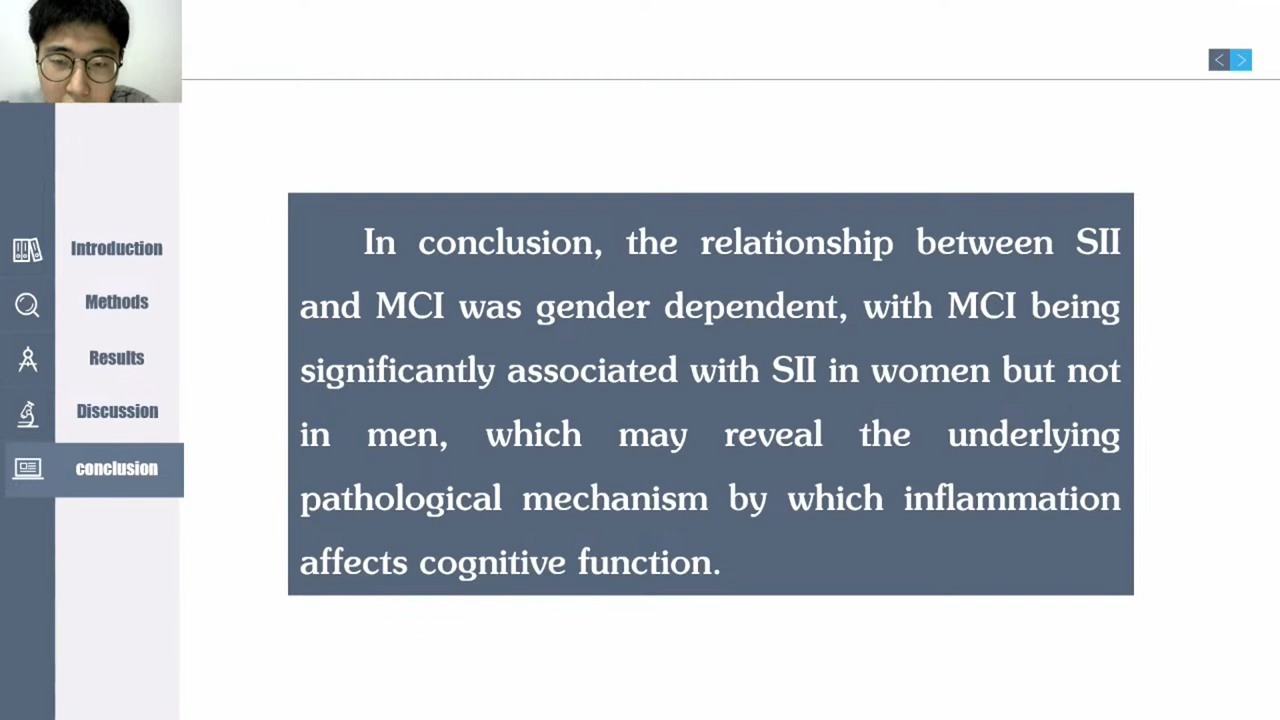 Introduction
Methods
Results
Discussion
conclusion
In conclusion, the relationship between SII
and MCI was gender dependent, with MCI being
significantly associated with SII in women but not
in men, which may reveal the underlying
pathological mechanism by which inflammation
affects cognitive function.